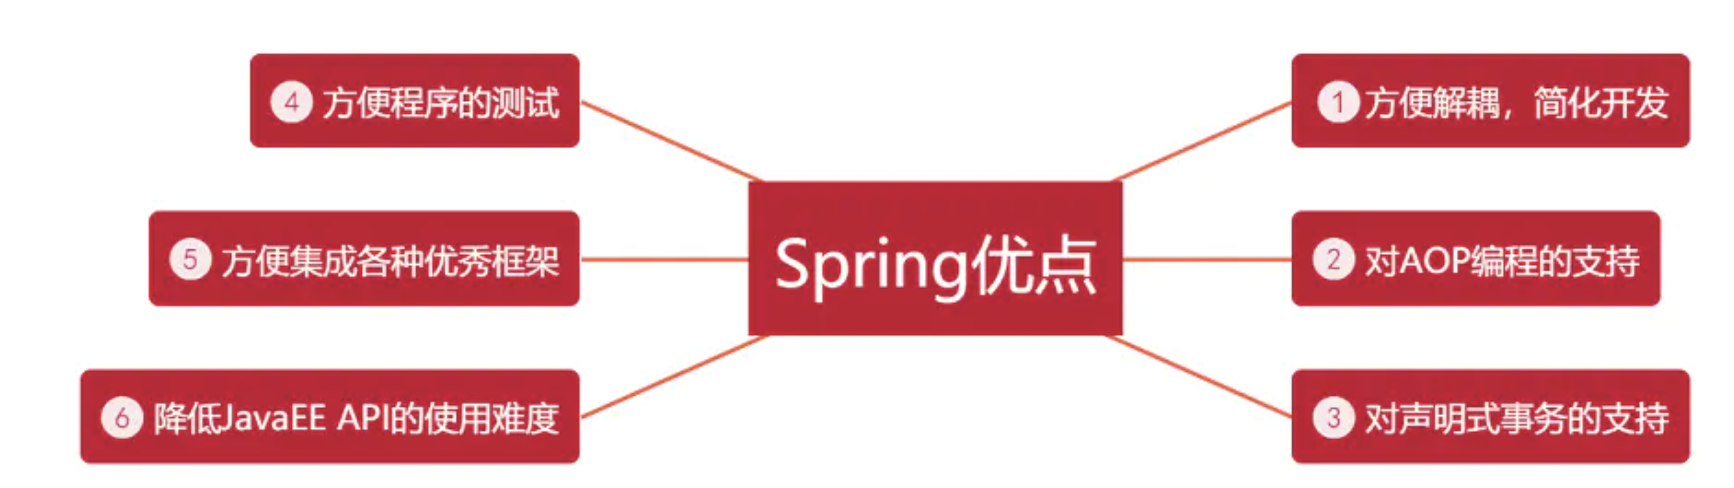 Spring优点
1 方便解耦，简化开发
2 对AOP编程的支持
3 对声明式事务的支持
4 方便程序的测试
5 方便集成各种优秀框架
6 降低JavaEE API的使用难度